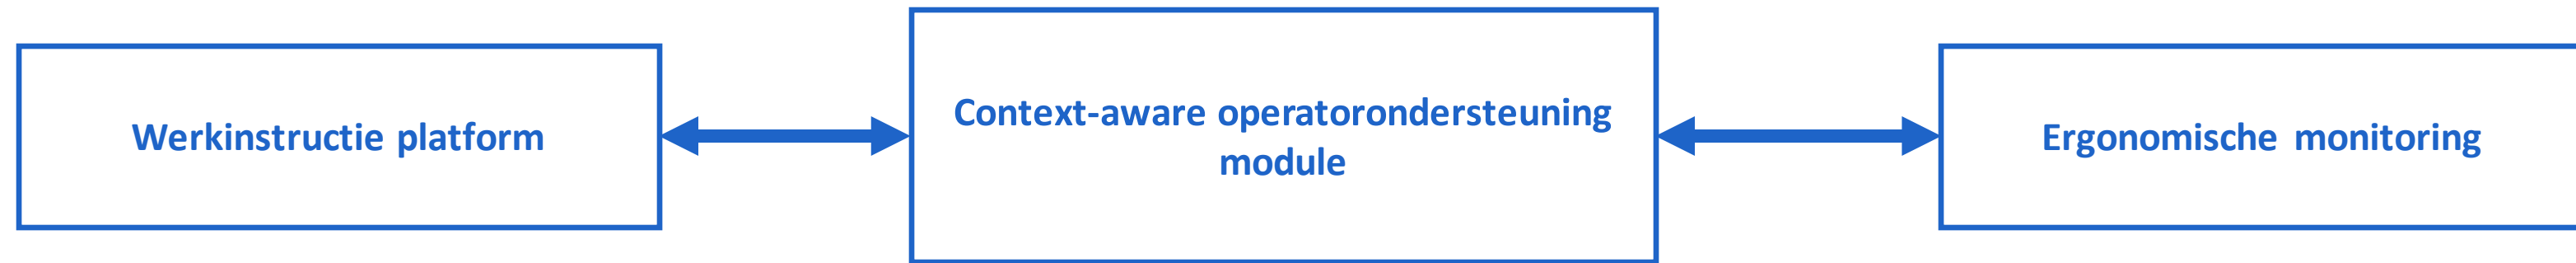 Werkinstructie platform
Context-aware operatorondersteuning
module
Ergonomische monitoring